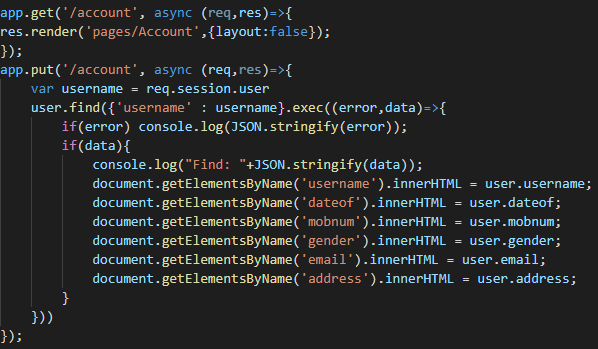 app.get('/account', async (req,res)=>{
res.render('pages/Account',{layout:false});
});
app.put('/account', async (req,res)=>{
    var username = req.session.user
    user.find({'username' : username}.exec((error,data)=>{
        if(error) console.log(JSON.stringify(error));
        if(data){
            console.log("Find: "+JSON.stringify(data));
            document.getElementsByName('username').innerHTML = user.username;
            document.getElementsByName('dateof').innerHTML = user.dateof;
            document.getElementsByName('mobnum').innerHTML = user.mobnum;
            document.getElementsByName('gender').innerHTML = user.gender;
            document.getElementsByName('email').innerHTML = user.email;
            document.getElementsByName('address').innerHTML = user.address;
        }
    }))
});